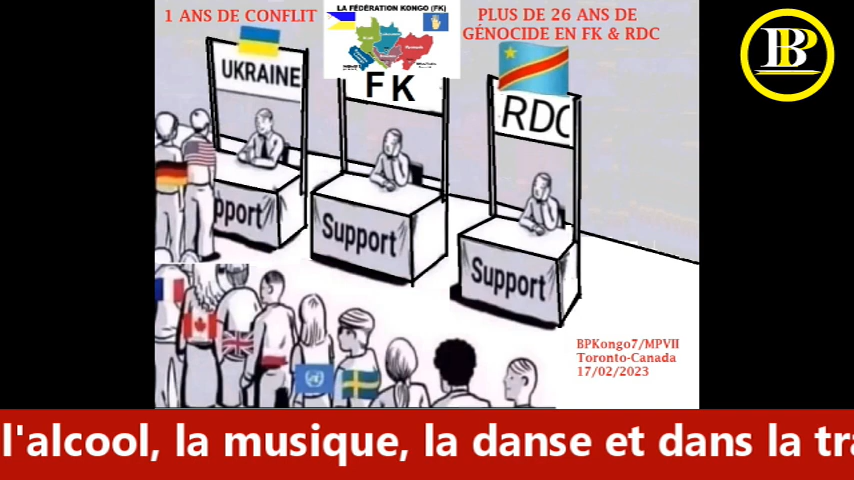 1 ANS DE CONFLIT
LA FÉDÉRATION KONGO (FK)
PLUS DE 26 ANS DE
GÉNOCIDE EN FK & RDC
BP
UKRAINE
FK
RDC
pport
Support
Support
BPKongo7/MPVII
Toronto-Canada
17/02/2023
l'alcool, la musique, la danse et dans la tra